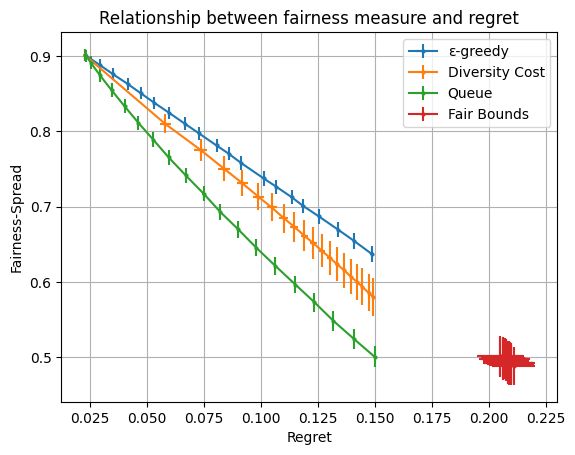 Relationship between fairness measure and regret
ε-greedy
Diversity Cost
Queue
Fair Bounds
Fairness-Spread
0.9
0.8
0.7
0.6
0.5
0.025 0.050 0.075 0.100 0.125 0.150 0.175 0.200 0.225
Regret